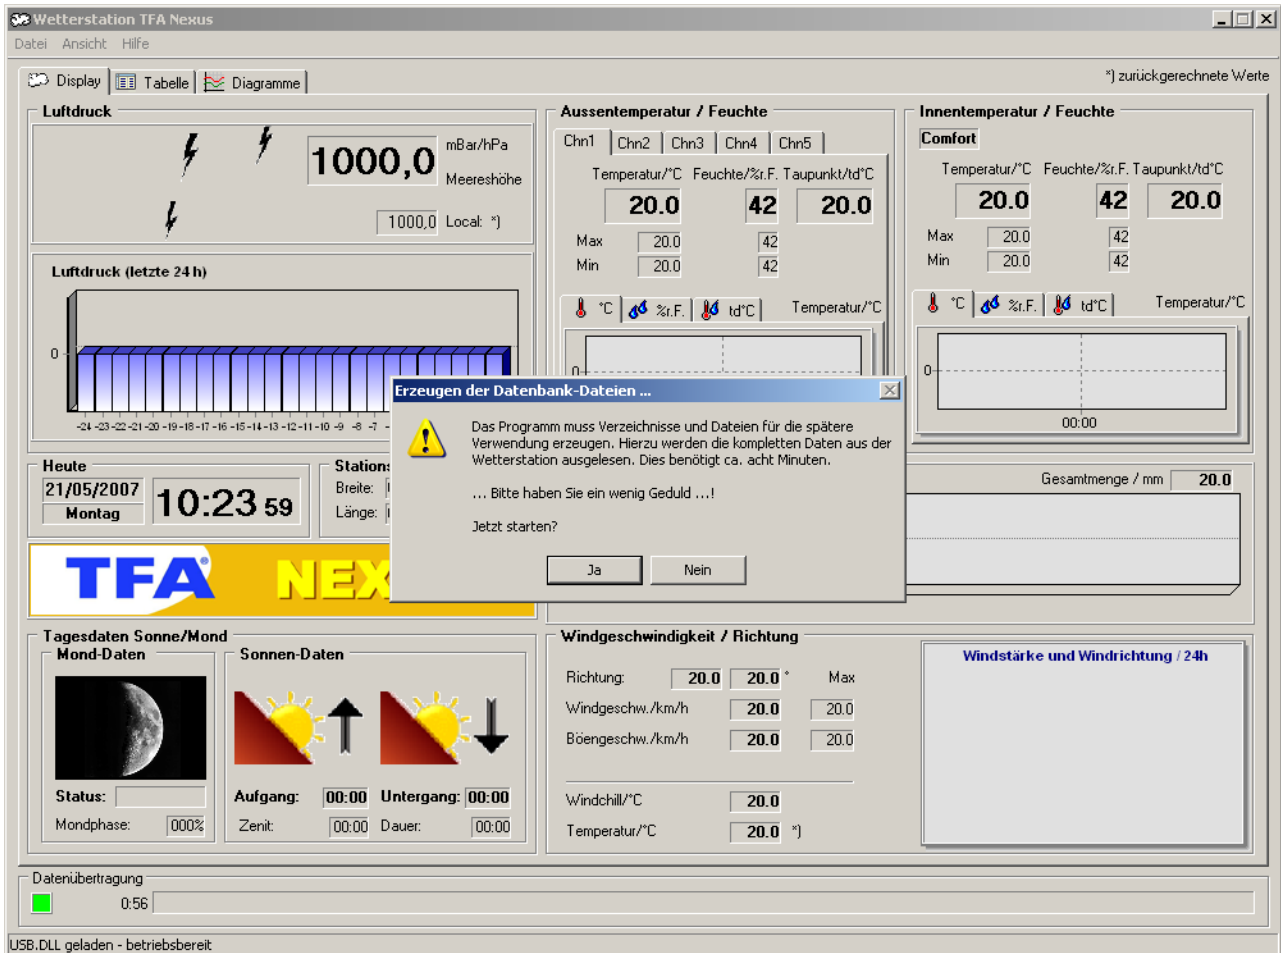 Wetterstation TFA Nexus
Datei Ansicht Hilfe
Display Tabelle Diagramme
*) zurückgerechnete Werte
Luftdruck
1000,0 mBar/hPa
Meereshöhe
1000,0 Local: *)
Luftdruck (letzte 24 h)
0
-24 -23 -22 -21 -20 -19 -18 -17 -16 -15 -14 -13 -12 -11 -10 -9 -8 -7
Aussentemperatur / Feuchte
Chn1 Chn2 Chn3 Chn4 Chn5
Temperatur/°C Feuchte/%r.F. Taupunkt/td°C
20.0 42 20.0
Max 20.0 42
Min 20.0 42
°C %r.F. td°C Temperatur/°C
0
Innentemperatur / Feuchte
Comfort
Temperatur/°C Feuchte/%r.F. Taupunkt/td°C
20.0 42 20.0
Max 20.0 42
Min 20.0 42
°C %r.F. td°C Temperatur/°C
0
00:00
Erzeugen der Datenbank-Dateien ...
Das Programm muss Verzeichnisse und Dateien für die spätere
Verwendung erzeugen. Hierzu werden die kompletten Daten aus der
Wetterstation ausgelesen. Dies benötigt ca. acht Minuten.
... Bitte haben Sie ein wenig Geduld ...!
Jetzt starten?
Ja Nein
Heute
21/05/2007
Montag
10:23 59
Stations
Breite:
Länge:
Gesamtmenge / mm 20.0
TFA NEX
Tagesdaten Sonne/Mond
Mond-Daten
Status:
Mondphase: 000%
Sonnen-Daten
Aufgang: 00:00 Untergang: 00:00
Zenit: 00:00 Dauer: 00:00
Windgeschwindigkeit / Richtung
Richtung: 20.0 20.0 ° Max
Windgeschw./km/h 20.0 20.0
Böengeschw./km/h 20.0 20.0
Windchill/°C 20.0
Temperatur/°C 20.0 *)
Windstärke und Windrichtung / 24h
Datenübertragung
0:56
USB.DLL geladen - betriebsbereit